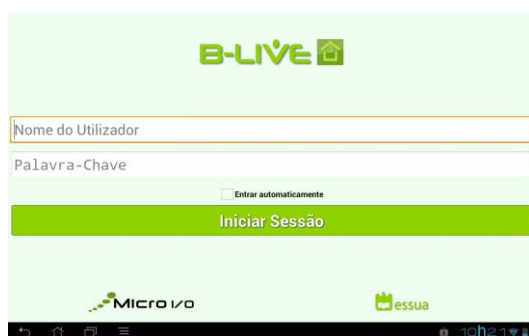 B-LIVE
Nome do Utilizador
Palavra-Chave
Entrar automaticamente
Iniciar Sessão
Micro I/O
essua
10h21